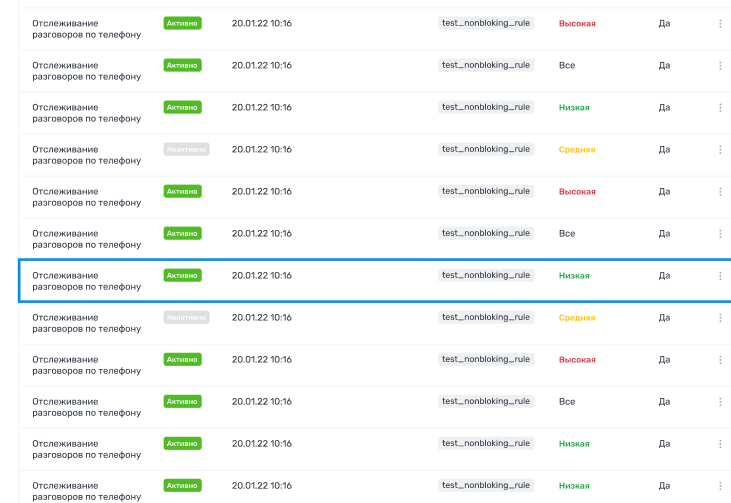 Отслеживание разговоров по телефону Активно 20.01.22 10:16 test_nonbloking_rule Высокая Да
Отслеживание разговоров по телефону Активно 20.01.22 10:16 test_nonbloking_rule Все Да
Отслеживание разговоров по телефону Активно 20.01.22 10:16 test_nonbloking_rule Низкая Да
Отслеживание разговоров по телефону Неактивно 20.01.22 10:16 test_nonbloking_rule Средняя Да
Отслеживание разговоров по телефону Активно 20.01.22 10:16 test_nonbloking_rule Высокая Да
Отслеживание разговоров по телефону Активно 20.01.22 10:16 test_nonbloking_rule Все Да
Отслеживание разговоров по телефону Активно 20.01.22 10:16 test_nonbloking_rule Низкая Да
Отслеживание разговоров по телефону Неактивно 20.01.22 10:16 test_nonbloking_rule Средняя Да
Отслеживание разговоров по телефону Активно 20.01.22 10:16 test_nonbloking_rule Высокая Да
Отслеживание разговоров по телефону Активно 20.01.22 10:16 test_nonbloking_rule Все Да
Отслеживание разговоров по телефону Активно 20.01.22 10:16 test_nonbloking_rule Низкая Да
Отслеживание разговоров по телефону Активно 20.01.22 10:16 test_nonbloking_rule Низкая Да